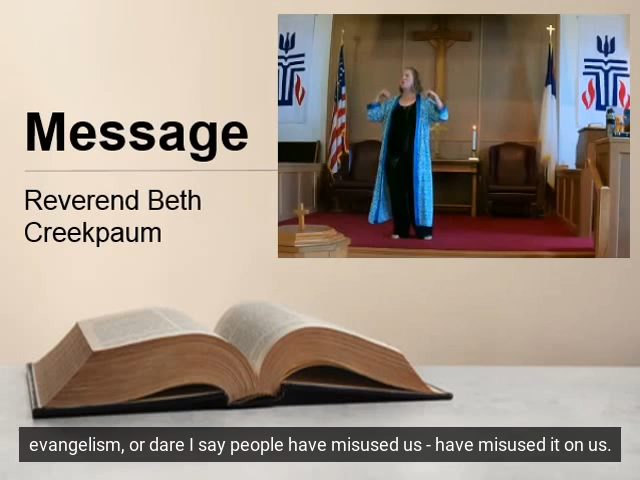 Message
Reverend Beth
Creekpaum
evangelism, or dare I say people have misused us - have misused it on us.